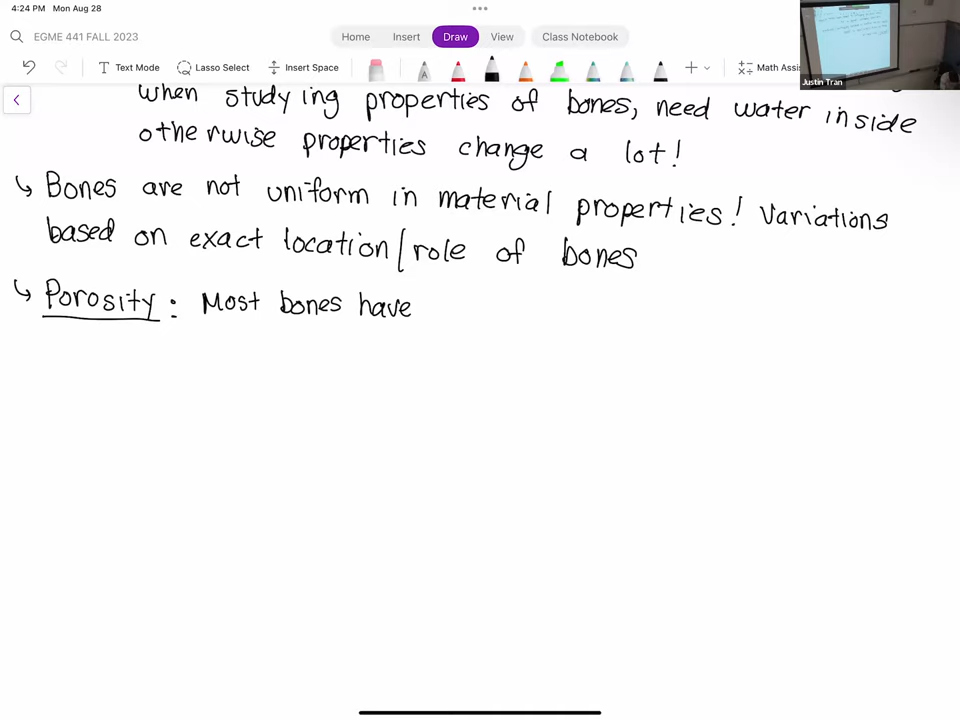 4:24 PM Mon Aug 28
EGME 441 FALL 2023
Home Insert Draw View Class Notebook
Text Mode Lasso Select Insert Space A Math Assis
Justin Tran
when studying properties of bones, need water inside
otherwise properties change a lot!
↳ Bones are not uniform in material properties! Variations
based on exact location/role of bones
↳ Porosity: Most bones have